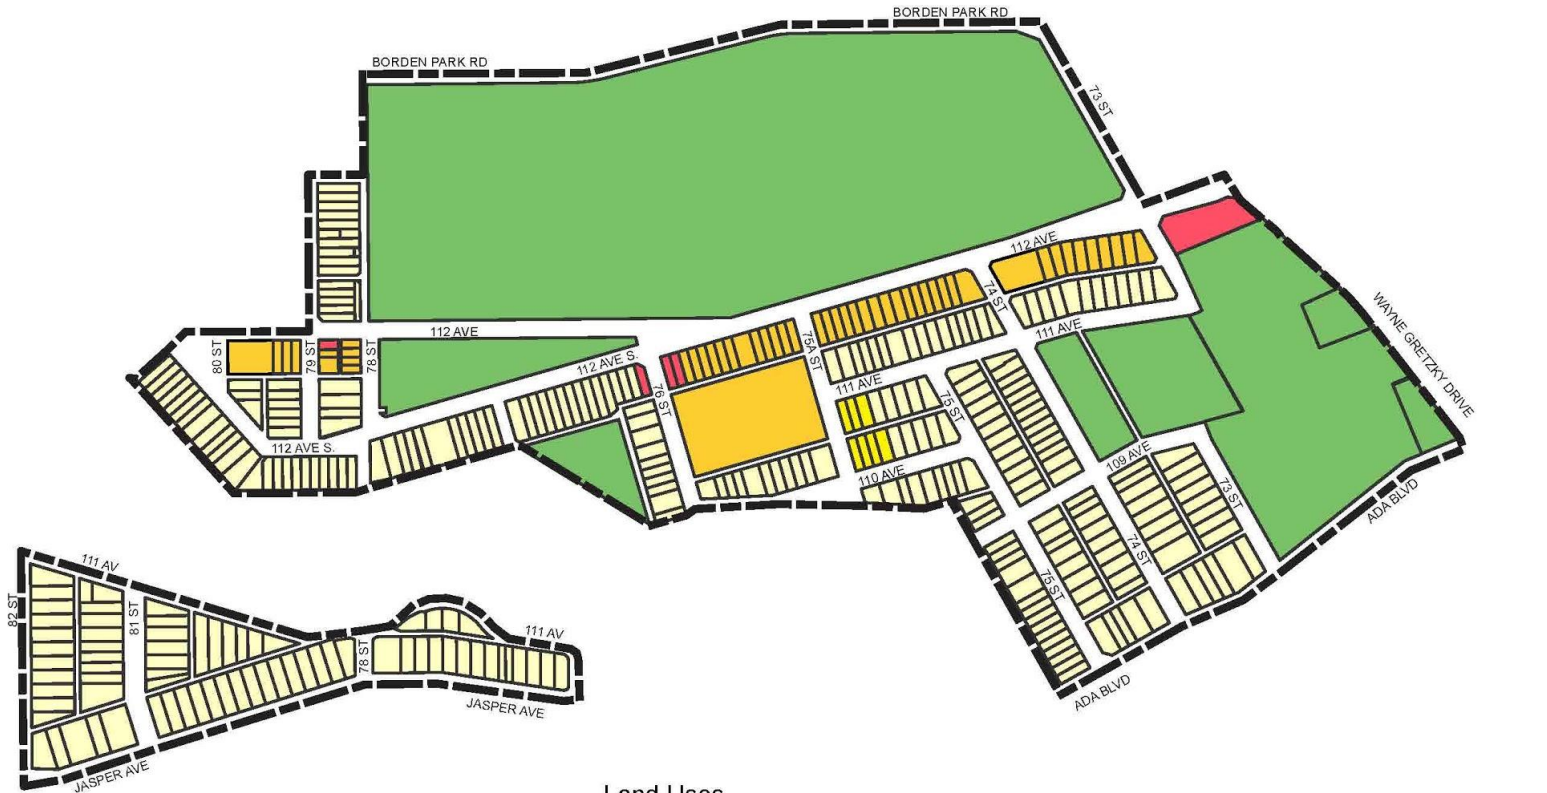 BORDEN PARK RD
BORDEN PARK RD
73 ST
112 AVE
74 ST
WAYNE GRETZKY DRIVE
112 AVE
80 ST
79 ST
78 ST
75A ST
111 AVE
112 AVE S.
76 ST
111 AVE
75 ST
112 AVE S.
110 AVE
109 AVE
73 ST
ADA BLVD
74 ST
75 ST
ADA BLVD
111 AV
82 ST
81 ST
78 ST
111 AV
JASPER AVE
JASPER AVE
Land Uses